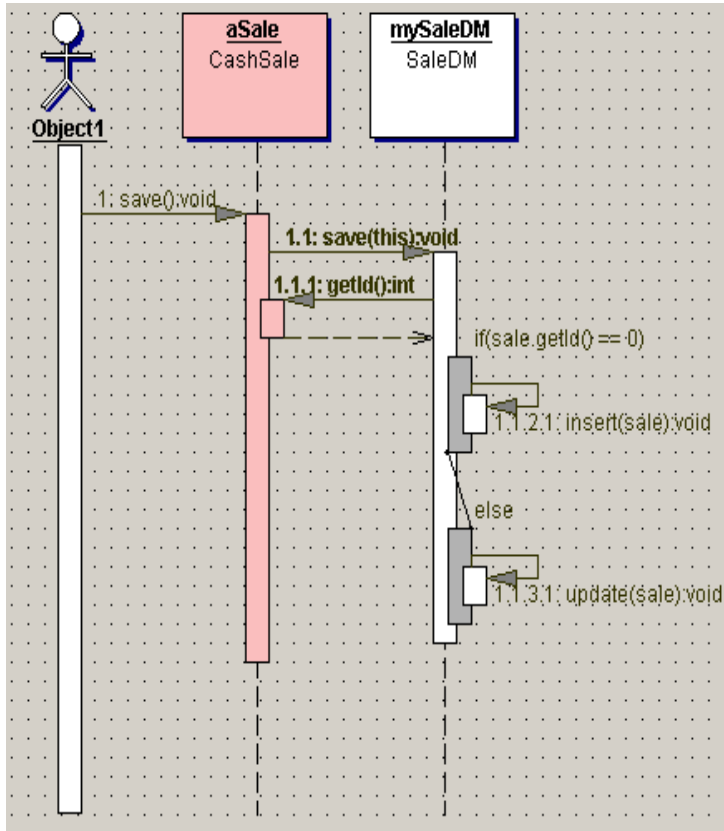 aSale
CashSale
mySaleDM
SaleDM
Object1
1: save():void
1.1: save(this):void
1.1.1: getId():int
if(sale.getId() == 0)
1.1.2.1: insert(sale):void
else
1.1.3.1: update(sale):void